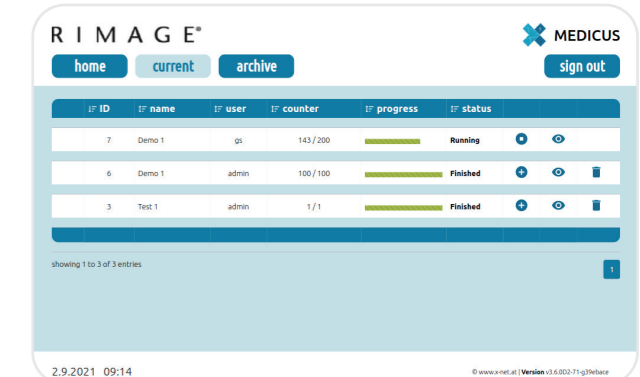 RIMAGE®
MEDICUS
home current archive sign out
ID name user counter progress status
7 Demo 1 gs 143 / 200 Running
6 Demo 1 admin 100 / 100 Finished
3 Test 1 admin 1 / 1 Finished
showing 1 to 3 of 3 entries
1
2.9.2021 09:14
© www.x-net.at | Version v3.6.0D2-71-g39ebace